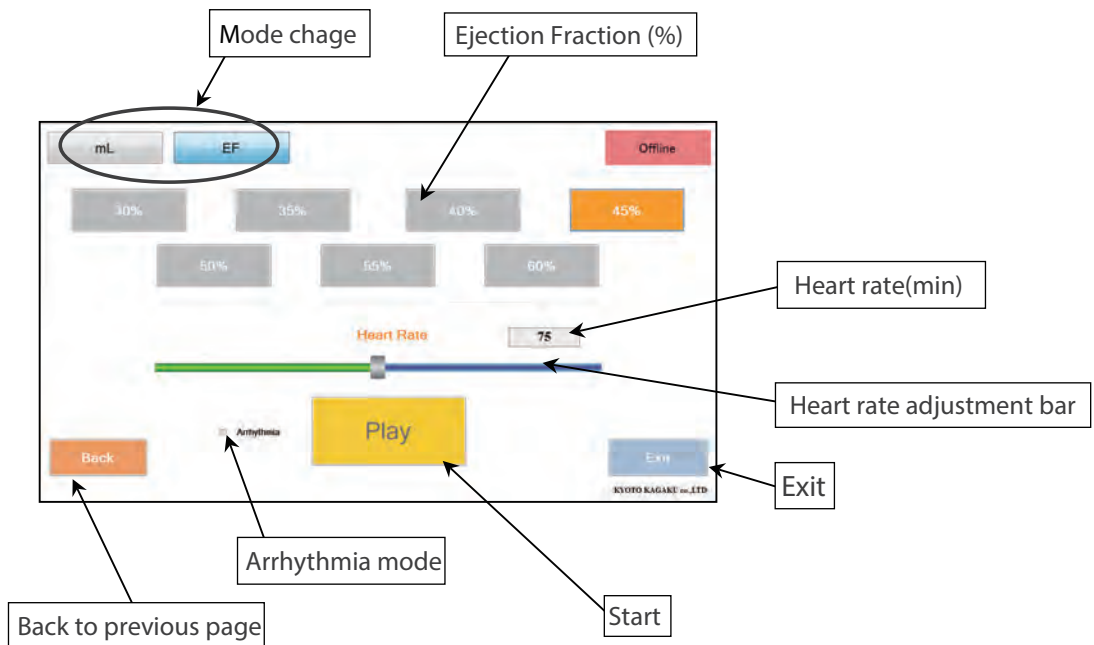 Mode chage
Ejection Fraction (%)
mL
EF
Offline
30%
35%
40%
45%
50%
55%
60%
Heart rate(min)
Heart Rate
75
Heart rate adjustment bar
Arrhythmia
Play
Back
Exit
KYOTO KAGAKU co.,LTD
Exit
Arrhythmia mode
Start
Back to previous page